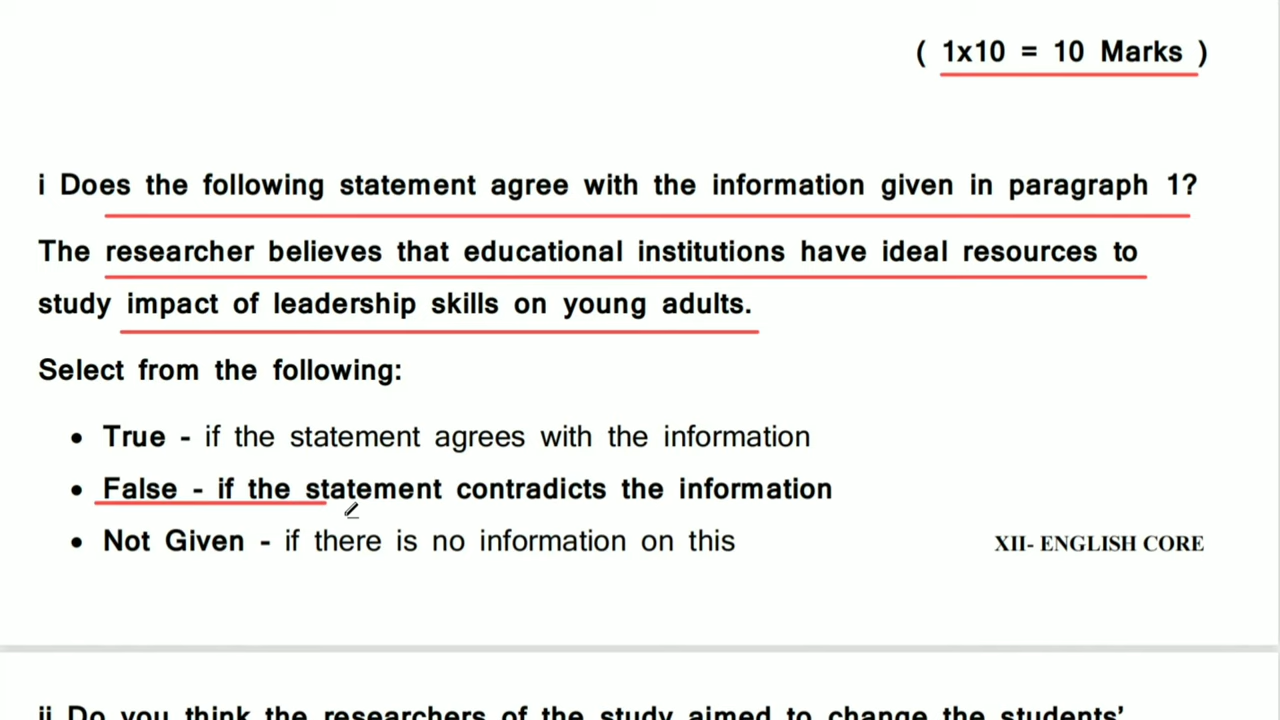 ( 1x10 = 10 Marks )
i Does the following statement agree with the information given in paragraph 1?
The researcher believes that educational institutions have ideal resources to
study impact of leadership skills on young adults.
Select from the following:
• True - if the statement agrees with the information
• False - if the statement contradicts the information
• Not Given - if there is no information on this
XII- ENGLISH CORE
ii Do you think the researchers of the study aimed to change the students’